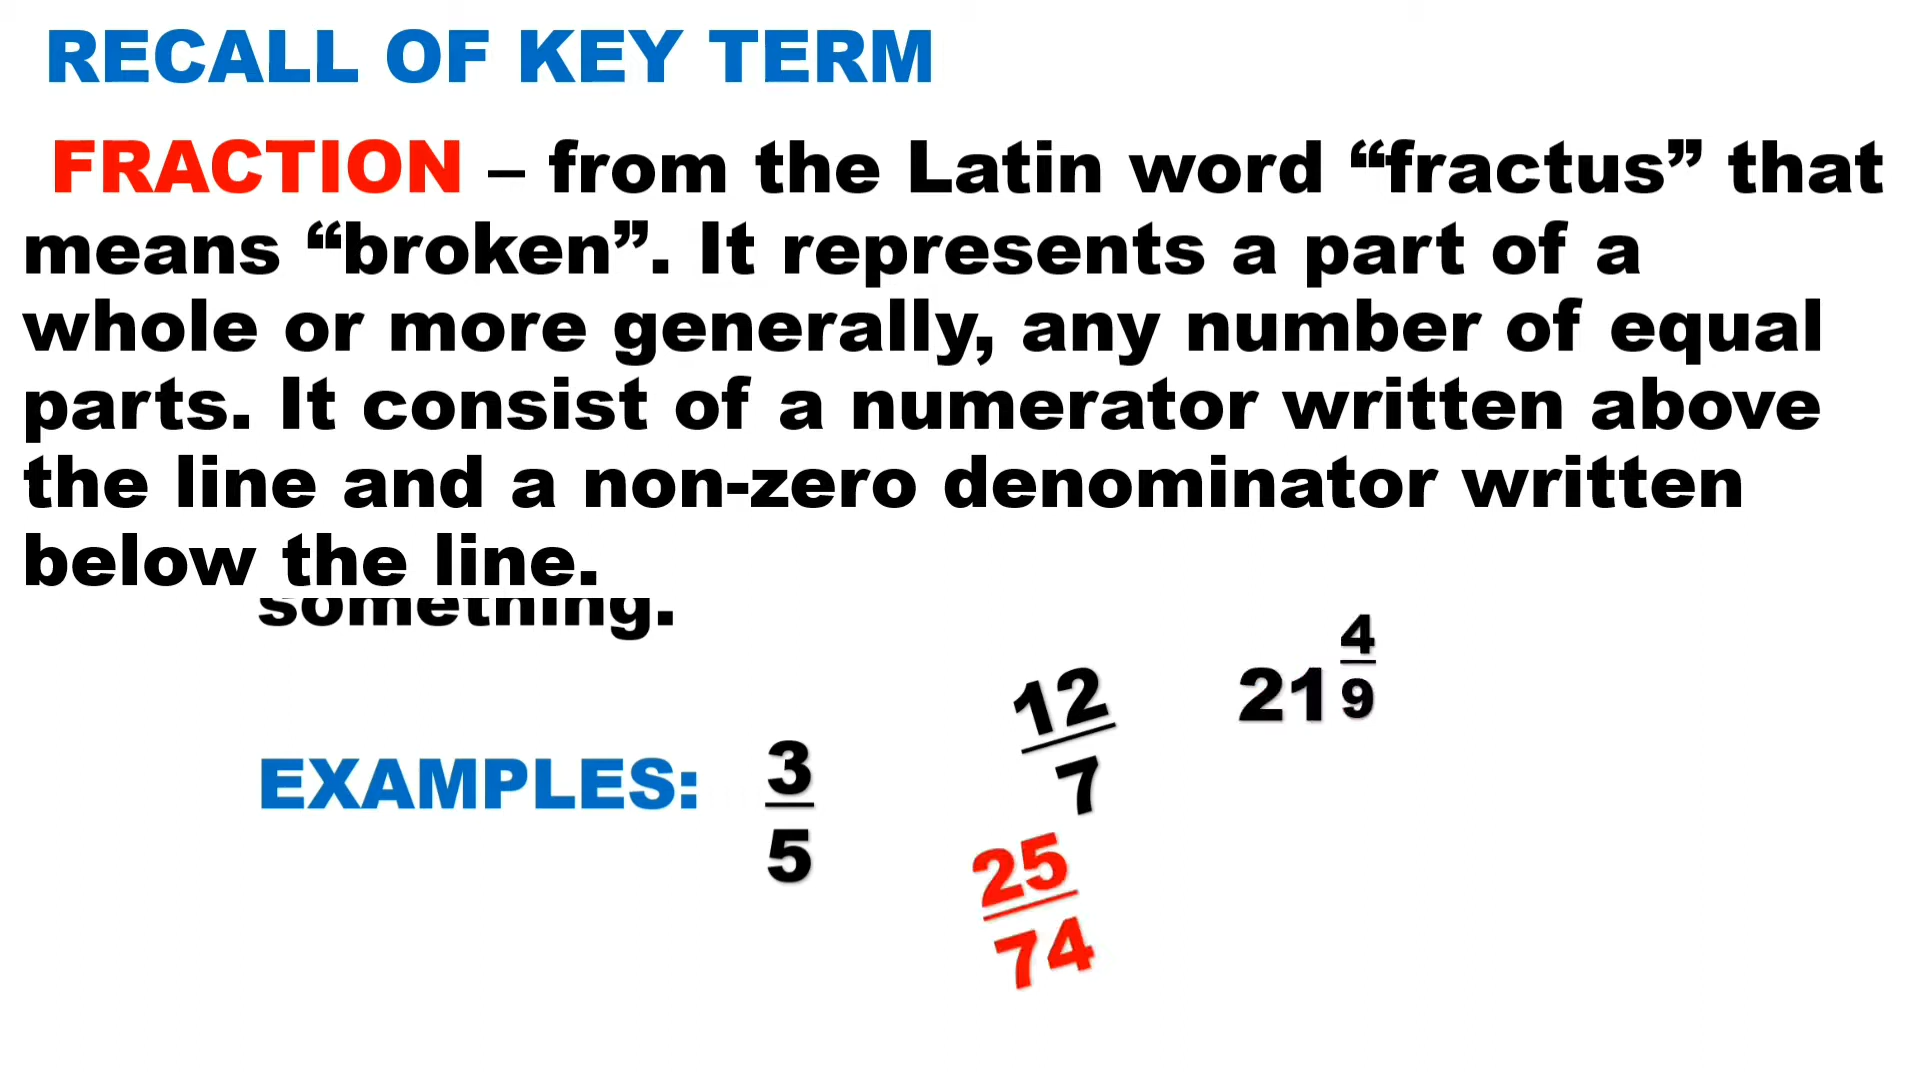 RECALL OF KEY TERM
FRACTION – from the Latin word “fractus” that
means “broken”. It represents a part of a
whole or more generally, any number of equal
parts. It consist of a numerator written above
the line and a non-zero denominator written
below the line.
something.
EXAMPLES:
3
5
12
7
21 4
9
25
74